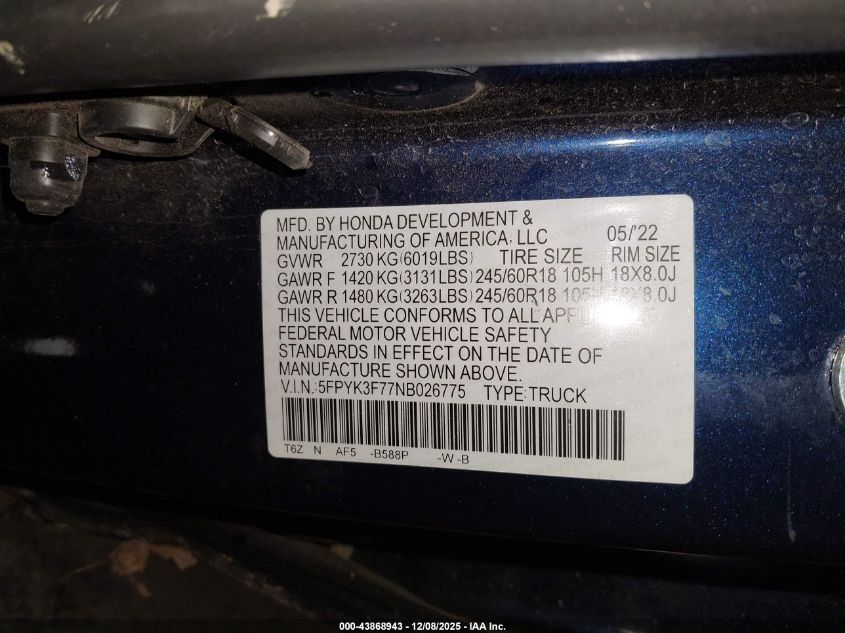 MFD. BY HONDA DEVELOPMENT &
MANUFACTURING OF AMERICA, LLC 05/'22
GVWR 2730 KG(6019LBS) TIRE SIZE RIM SIZE
GAWR F 1420 KG(3131LBS) 245/60R18 105H 18X8.0J
GAWR R 1480 KG(3263LBS) 245/60R18 105H 18X8.0J
THIS VEHICLE CONFORMS TO ALL
FEDERAL MOTOR VEHICLE SAFETY
STANDARDS IN EFFECT ON THE DATE OF
MANUFACTURE SHOWN ABOVE.
V.I.N.:5FPYK3F77NB026775 TYPE:TRUCK
T6Z N AF5 -B588P -W -B
000-43868943 - 12/08/2025 - IAA Inc.